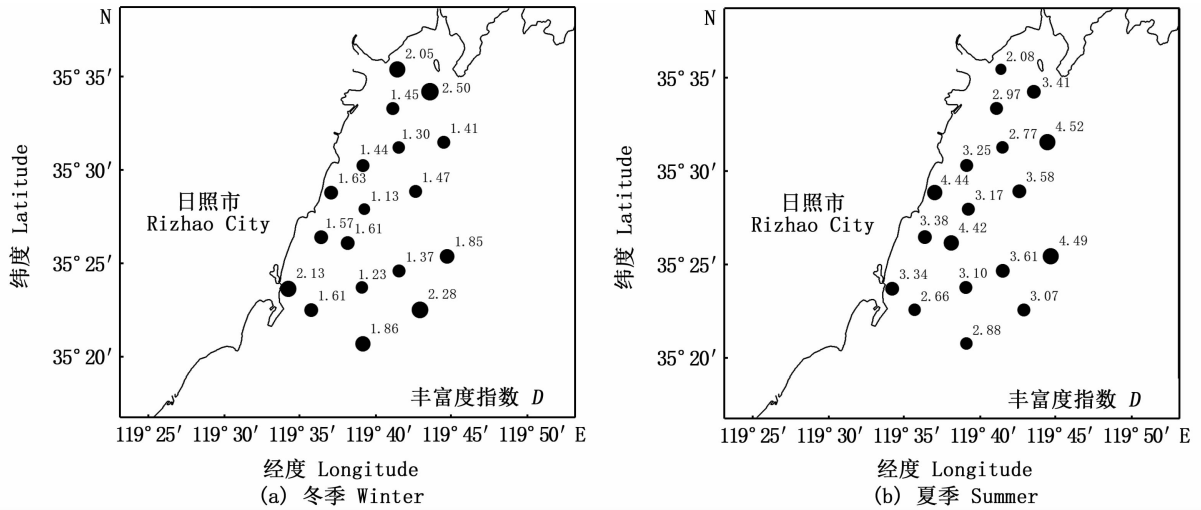 N
35° 35′
35° 30′
35° 25′
35° 20′
纬度 Latitude
日照市
Rizhao City
2.05
2.50
1.45
1.30
1.41
1.44
1.63
1.47
1.13
1.57
1.61
1.85
1.37
2.13
1.23
1.61
2.28
1.86
丰富度指数 D
119° 25′ 119° 30′ 119° 35′ 119° 40′ 119° 45′ 119° 50′ E
经度 Longitude
(a) 冬季 Winter
N
35° 35′
35° 30′
35° 25′
35° 20′
纬度 Latitude
日照市
Rizhao City
2.08
3.41
2.97
2.77
4.52
3.25
4.44
3.58
3.17
3.38
4.42
4.49
3.61
3.34
3.10
2.66
3.07
2.88
丰富度指数 D
119° 25′ 119° 30′ 119° 35′ 119° 40′ 119° 45′ 119° 50′ E
经度 Longitude
(b) 夏季 Summer